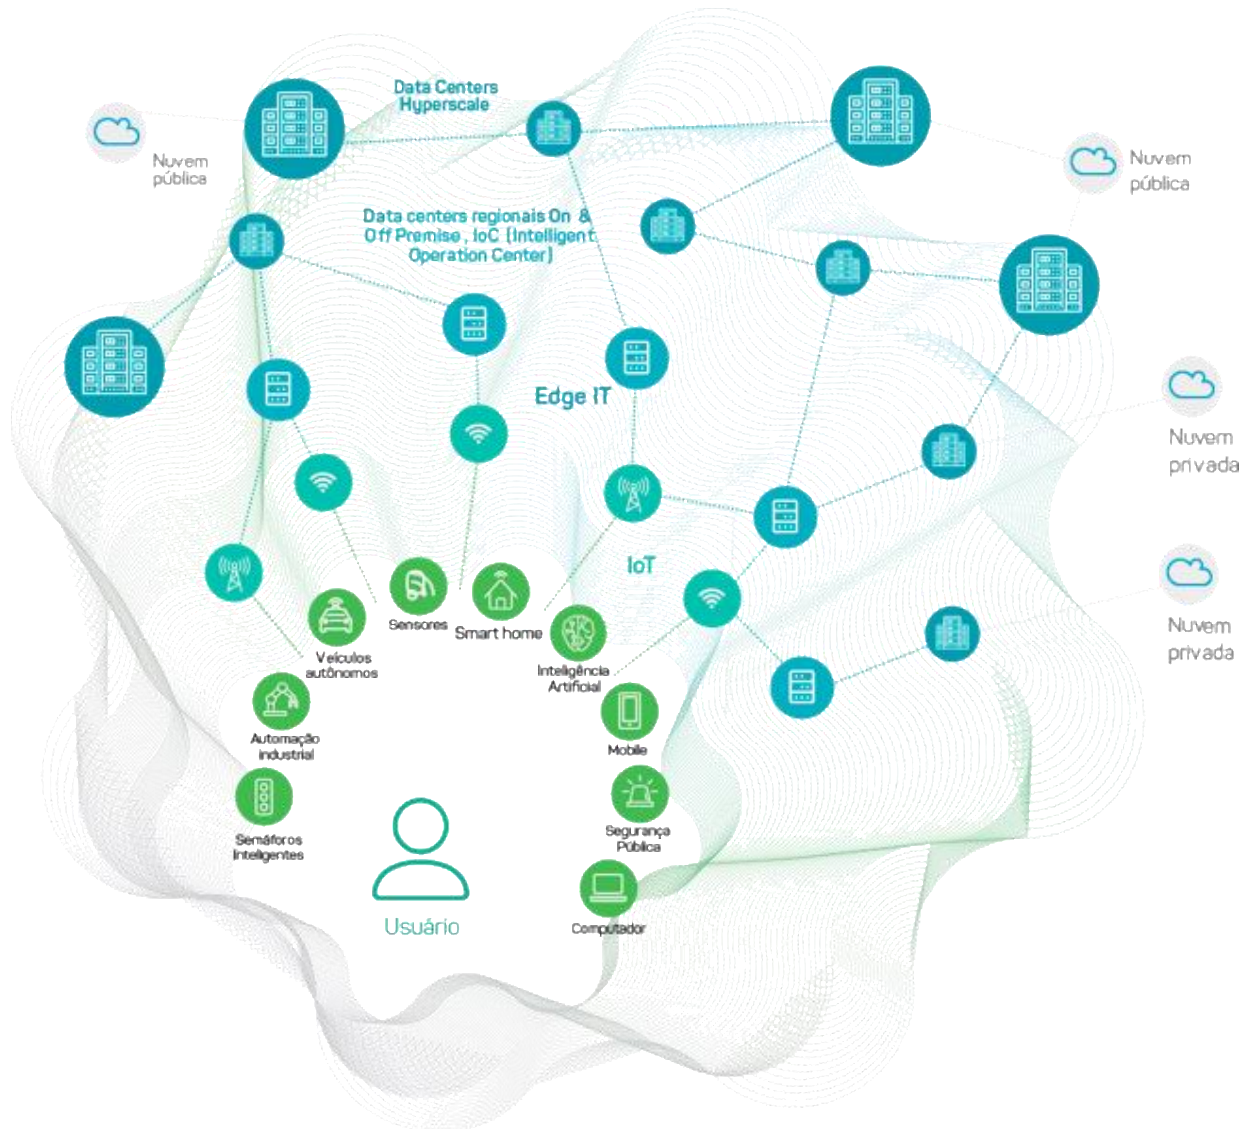 Data Centers
Hyperscale
Nuvem
pública
Nuvem
pública
Data centers regionais On &
Off Premise, IoC (Intelligent
Operation Center)
Edge IT
Nuvem
privada
IoT
Nuvem
privada
Sensores
Smart home
Veículos
autônomos
Inteligência
Artificial
Automação
industrial
Mobile
Semáforos
Inteligentes
Segurança
Pública
Usuário
Computador